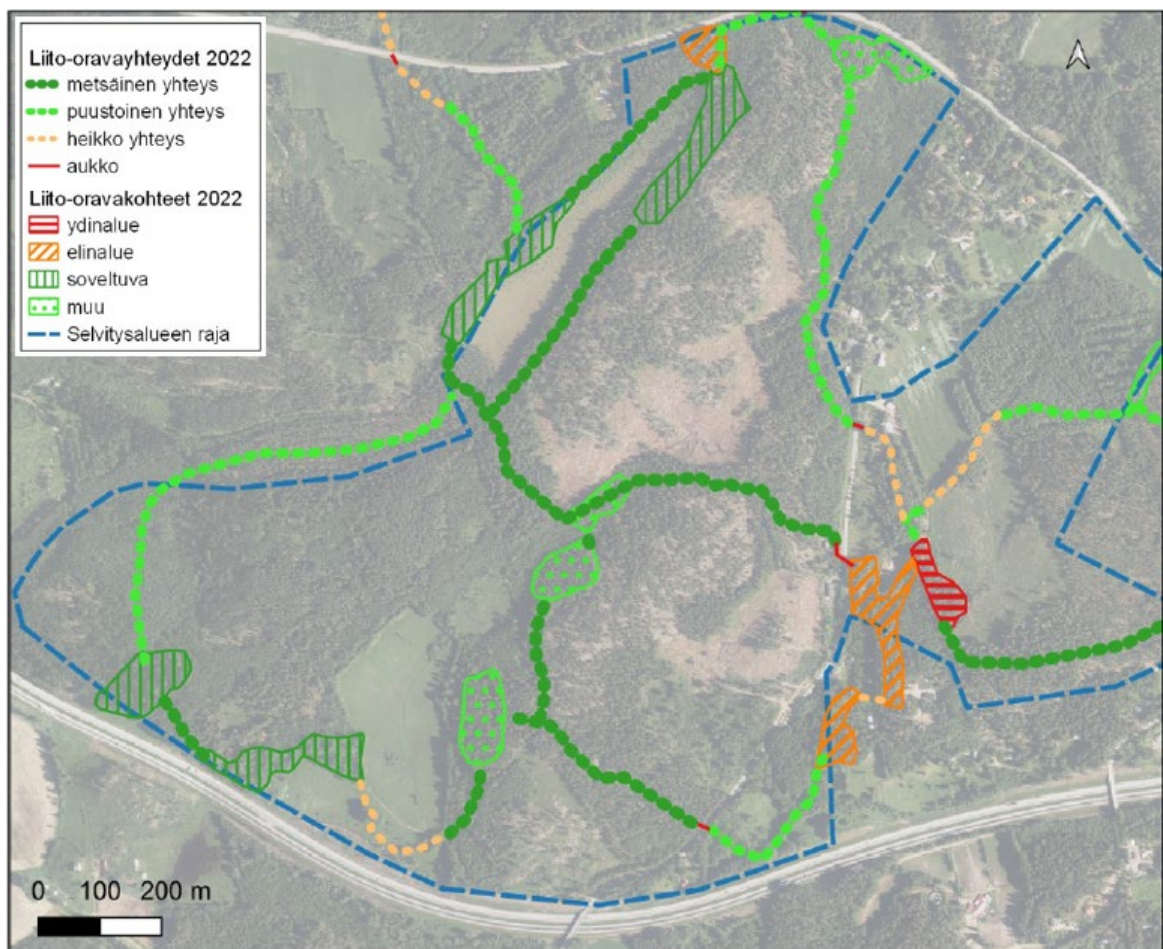 Liito-oravayhteydet 2022
metsäinen yhteys
puustoinen yhteys
heikko yhteys
aukko
Liito-oravakohteet 2022
ydinalue
elinalue
soveltuva
muu
Selvitysalueen raja
0 100 200 m